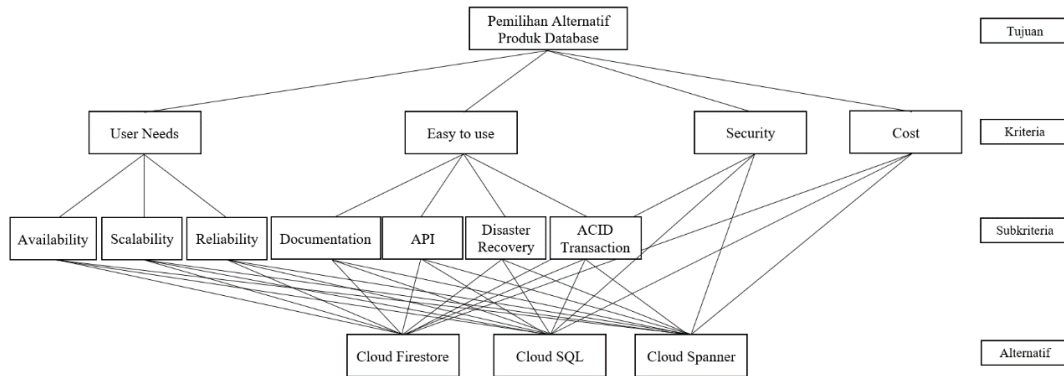 Pemilihan Alternatif
Produk Database
Tujuan
User Needs
Easy to use
Security
Cost
Kriteria
Availability
Scalability
Reliability
Documentation
API
Disaster
Recovery
ACID
Transaction
Subkriteria
Cloud Firestore
Cloud SQL
Cloud Spanner
Alternatif